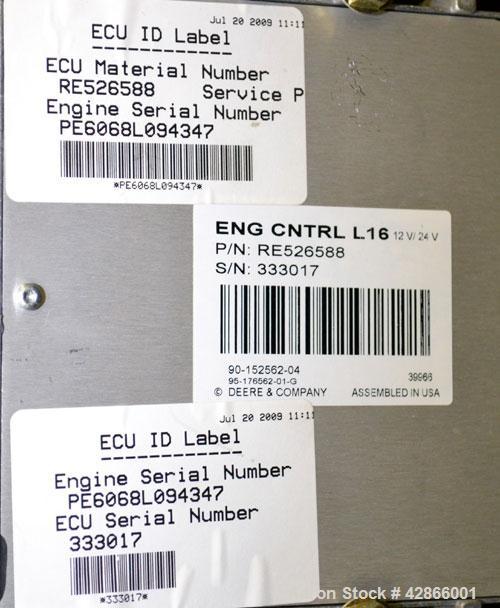 Jul 20 2009 11:11
ECU ID Label
ECU Material Number
RE526588 Service P
Engine Serial Number
PE6068L094347
*PE6068L094347*
ENG CNTRL L16 12 V/ 24 V
P/N: RE526588
S/N: 333017
90-152562-04
95-176562-01-G
39966
© DEERE & COMPANY ASSEMBLED IN USA
Jul 20 2009 11:11
ECU ID Label
Engine Serial Number
PE6068L094347
ECU Serial Number
333017
*333017*
on Stock # 42866001